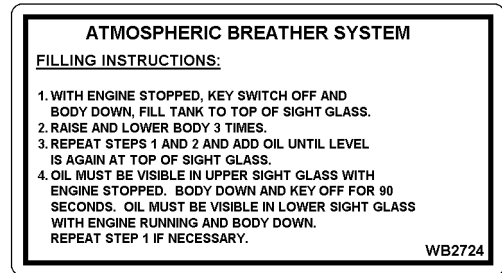 ATMOSPHERIC BREATHER SYSTEM
FILLING INSTRUCTIONS:
1. WITH ENGINE STOPPED, KEY SWITCH OFF AND
BODY DOWN, FILL TANK TO TOP OF SIGHT GLASS.
2. RAISE AND LOWER BODY 3 TIMES.
3. REPEAT STEPS 1 AND 2 AND ADD OIL UNTIL LEVEL
IS AGAIN AT TOP OF SIGHT GLASS.
4. OIL MUST BE VISIBLE IN UPPER SIGHT GLASS WITH
ENGINE STOPPED. BODY DOWN AND KEY OFF FOR 90
SECONDS. OIL MUST BE VISIBLE IN LOWER SIGHT GLASS
WITH ENGINE RUNNING AND BODY DOWN.
REPEAT STEP 1 IF NECESSARY.
WB2724